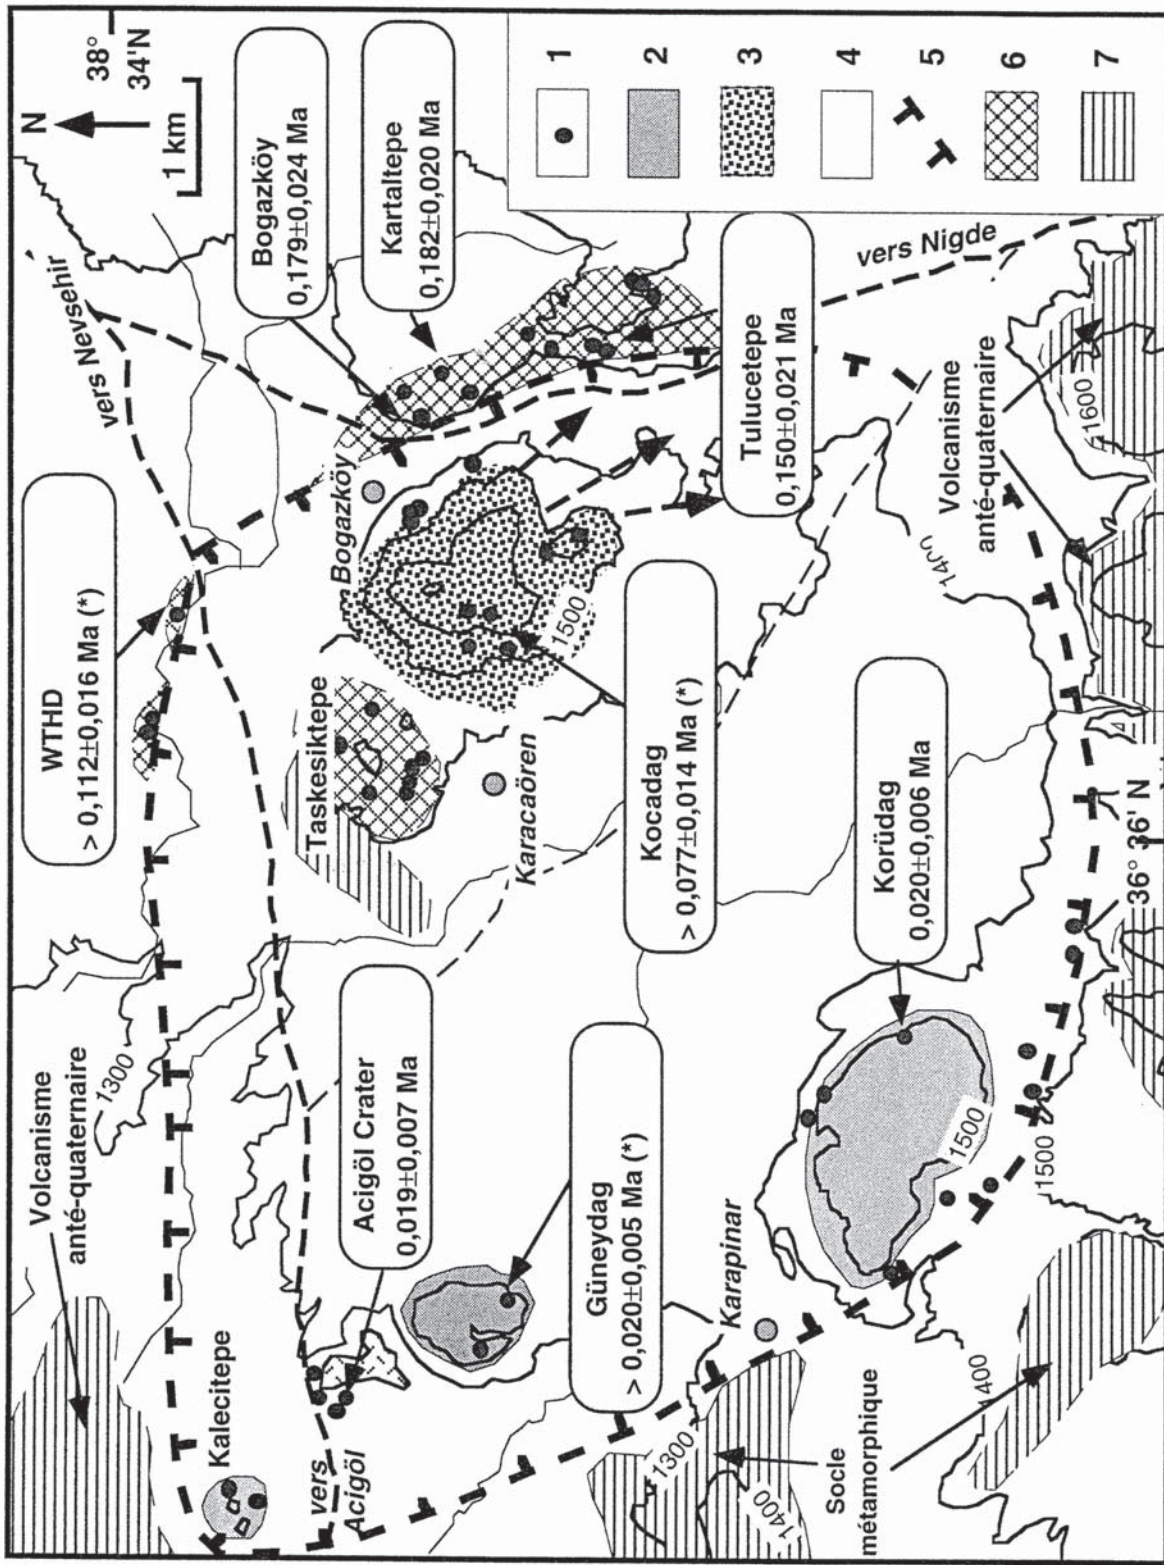 N
38°
34'N
1 km
vers Nevsehir
Bogazköy
0,179±0,024 Ma
Kartaltepe
0,182±0,020 Ma
WTHD
> 0,112±0,016 Ma (*)
Volcanisme
anté-quaternaire
1300
Kalecitepe
vers
Acigöl
Acigöl Crater
0,019±0,007 Ma
Taskesiktepe
Bogazköy
Karacaören
1500
Kocadag
> 0,077±0,014 Ma (*)
Tulucetepe
0,150±0,021 Ma
vers Nigde
Güneydag
> 0,020±0,005 Ma (*)
Karapinar
Korüdag
0,020±0,006 Ma
1500
1500
1400
Volcanisme
anté-quaternaire
1600
36° 36' N
Socle
métamorphique
1300
1400
1400
1
2
3
4
5
6
7